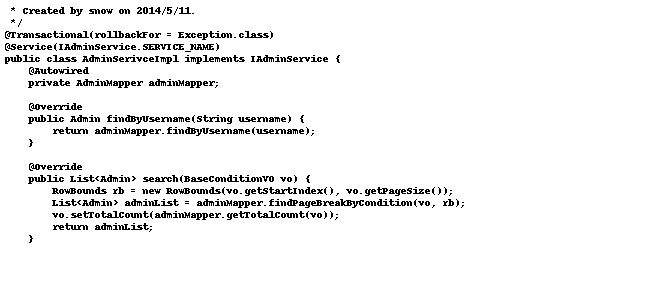 * Created by snow on 2014/5/11.
*/
@Transactional(rollbackFor = Exception.class)
@Service(IAdminService.SERVICE_NAME)
public class AdminSerivceImpl implements IAdminService {
@Autowired
private AdminMapper adminMapper;
@Override
public Admin findByUsername(String username) {
return adminMapper.findByUsername(username);
}
@Override
public List<Admin> search(BaseConditionVO vo) {
RowBounds rb = new RowBounds(vo.getStartIndex(), vo.getPageSize());
List<Admin> adminList = adminMapper.findPageBreakByCondition(vo, rb);
vo.setTotalCount(adminMapper.getTotalCount(vo));
return adminList;
}